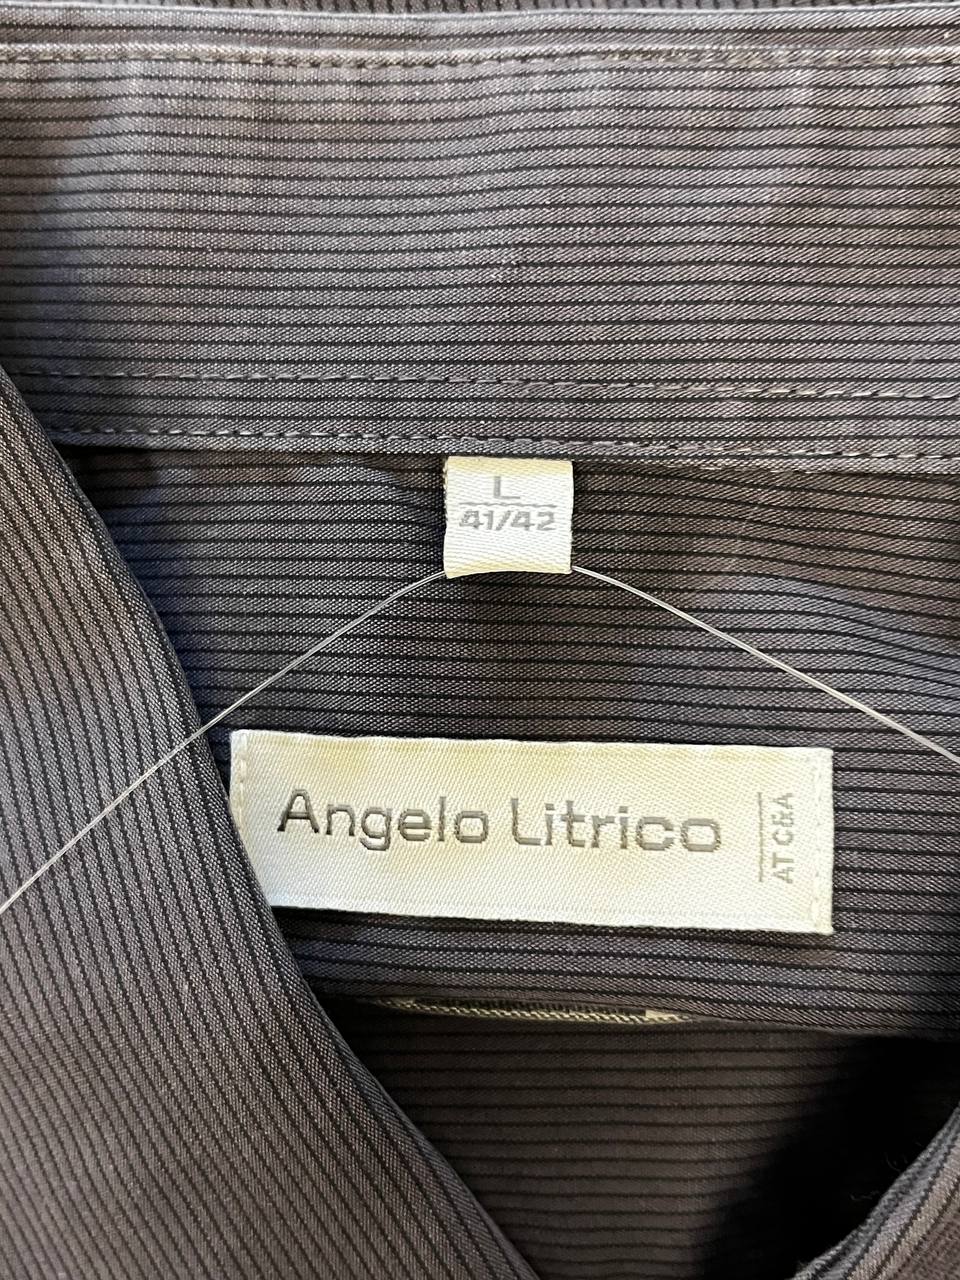 L
41/42
Angelo Litrico
AT C&A